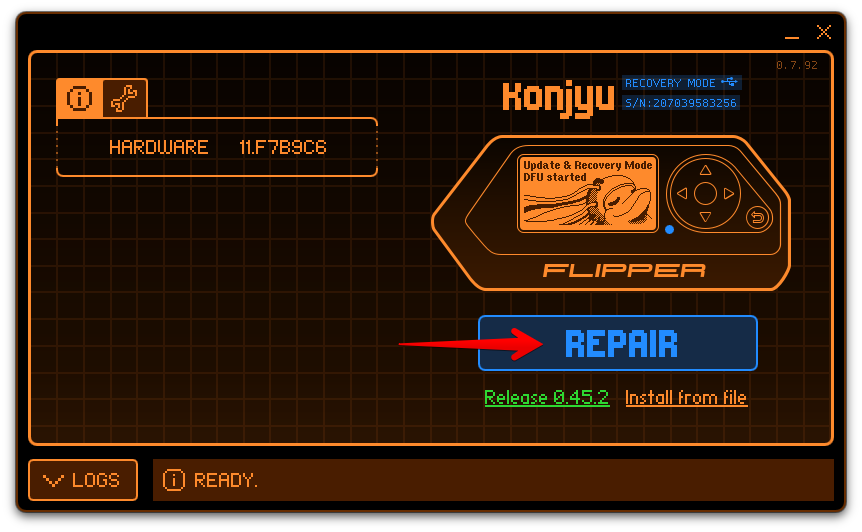 0.7.92
HARDWARE 11.F7B9C6
Konjyu
RECOVERY MODE
S/N:207039583256
Update & Recovery Mode
DFU started
FLIPPER
REPAIR
Release 0.45.2 Install from file
LOGS
READY.